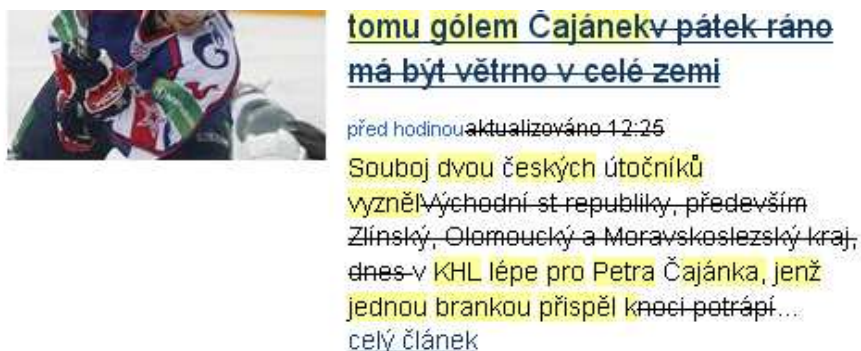 tomu gólem Čajánekv pátek ráno
má být větrno v celé zemi
před hodinouaktualizováno 12:25
Souboj dvou českých útočníků
vyznělVýchodní st republiky, především
Zlínský, Olomoucký a Moravskoslezský kraj,
dnes v KHL lépe pro Petra Čajánka, jenž
jednou brankou přispěl knoci potrápí...
celý článek